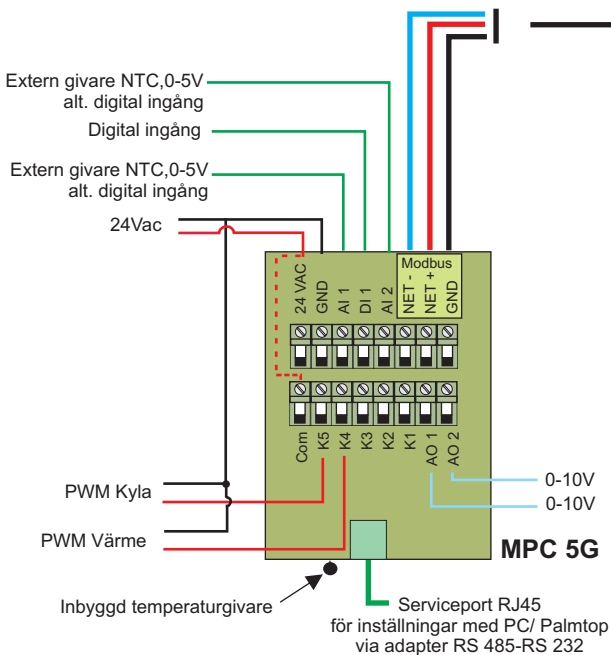 Extern givare NTC,0-5V
alt. digital ingång
Digital ingång
Extern givare NTC,0-5V
alt. digital ingång
24Vac
Modbus
24 VAC
GND
AI 1
DI 1
AI 2
NET -
NET +
GND
Com
K5
K4
K3
K2
K1
AO 1
AO 2
PWM Kyla
PWM Värme
0-10V
0-10V
MPC 5G
Inbyggd temperaturgivare
Serviceport RJ45
för inställningar med PC/ Palmtop
via adapter RS 485-RS 232